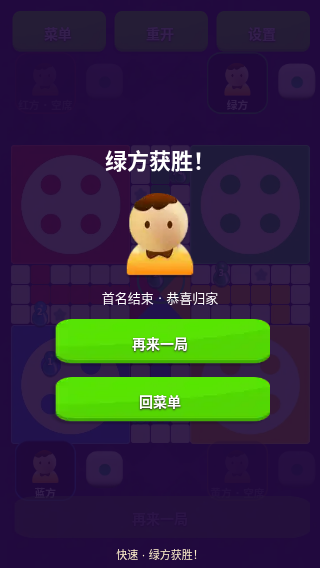 菜单
重开
设置
绿方
绿方获胜！
首名结束 · 恭喜归家
再来一局
回菜单
蓝方
再来一局
快速 · 绿方获胜！